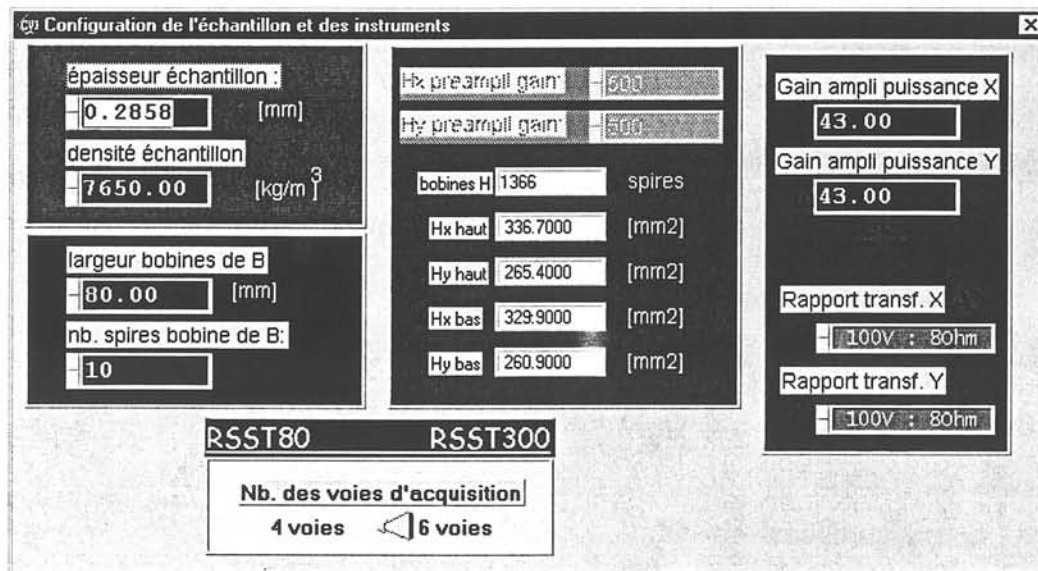 CVI Configuration de l'échantillon et des instruments
épaisseur échantillon :
0.2858 [mm]
densité échantillon
7650.00 [kg/m³]
largeur bobines de B
80.00 [mm]
nb. spires bobine de B:
10
Hx preampli gain: 500
Hy preampli gain: 500
bobines H 1366 spires
Hx haut 336.7000 [mm2]
Hy haut 265.4000 [mm2]
Hx bas 329.9000 [mm2]
Hy bas 260.9000 [mm2]
Gain ampli puissance X
43.00
Gain ampli puissance Y
43.00
Rapport transf. X
100V : 8Ohm
Rapport transf. Y
100V : 8Ohm
RSST80 RSST300
Nb. des voies d'acquisition
4 voies 6 voies